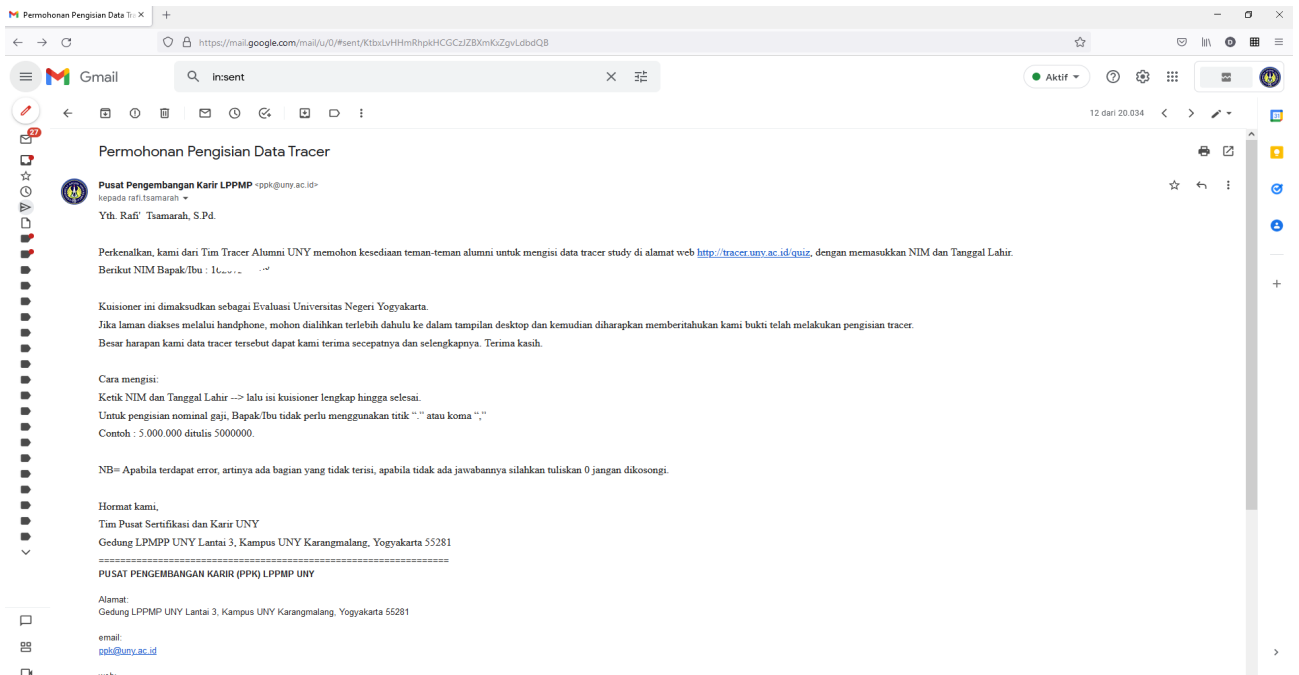 Permohonan Pengisian Data Tra
https://mail.google.com/mail/u/0/#sent/KtbxLvHHmRhpkHCGCzJZBXmKxZgvLdbdQB
Gmail
in:sent
Aktif
27
12 dari 20.034
Permohonan Pengisian Data Tracer
Pusat Pengembangan Karir LPPMP <ppk@uny.ac.id>
kepada rafi.tsamarah
Yth. Rafi' Tsamarah, S.Pd.
Perkenalkan, kami dari Tim Tracer Alumni UNY memohon kesediaan teman-teman alumni untuk mengisi data tracer study di alamat web http://tracer.uny.ac.id/quiz, dengan memasukkan NIM dan Tanggal Lahir.
Berikut NIM Bapak/Ibu :
Kuisioner ini dimaksudkan sebagai Evaluasi Universitas Negeri Yogyakarta.
Jika laman diakses melalui handphone, mohon dialihkan terlebih dahulu ke dalam tampilan desktop dan kemudian diharapkan memberitahukan kami bukti telah melakukan pengisian tracer.
Besar harapan kami data tracer tersebut dapat kami terima secepatnya dan selengkapnya. Terima kasih.
Cara mengisi:
Ketik NIM dan Tanggal Lahir --> lalu isi kuisioner lengkap hingga selesai.
Untuk pengisian nominal gaji, Bapak/Ibu tidak perlu menggunakan titik “.” atau koma “,”
Contoh : 5.000.000 ditulis 5000000.
NB= Apabila terdapat error, artinya ada bagian yang tidak terisi, apabila tidak ada jawabannya silahkan tuliskan 0 jangan dikosongi.
Hormat kami,
Tim Pusat Sertifikasi dan Karir UNY
Gedung LPMPP UNY Lantai 3, Kampus UNY Karangmalang, Yogyakarta 55281
==================================================================
PUSAT PENGEMBANGAN KARIR (PPK) LPPMP UNY
Alamat:
Gedung LPPMP UNY Lantai 3, Kampus UNY Karangmalang, Yogyakarta 55281
email:
ppk@uny.ac.id